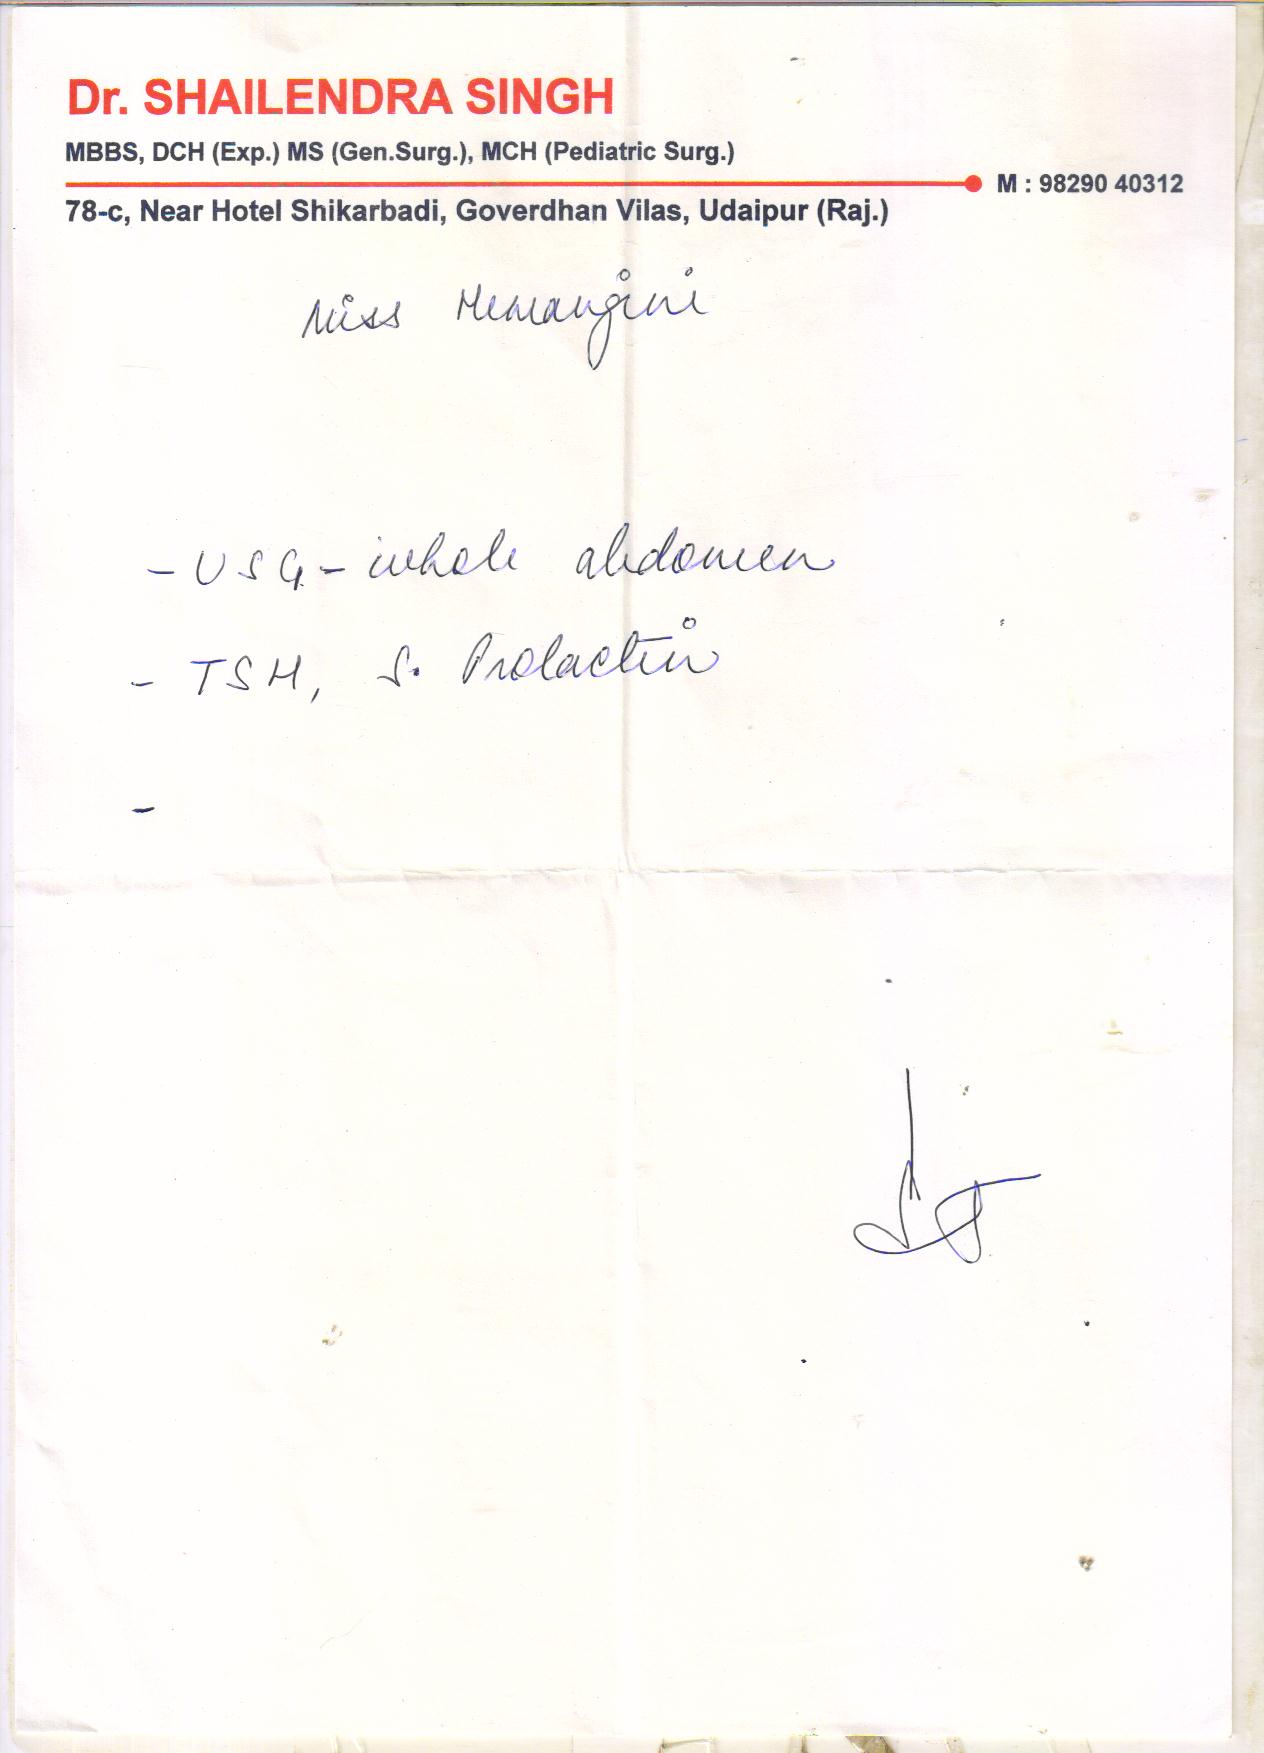 Dr. SHAILENDRA SINGH
MBBS, DCH (Exp.) MS (Gen.Surg.), MCH (Pediatric Surg.)
M : 98290 40312
78-c, Near Hotel Shikarbadi, Goverdhan Vilas, Udaipur (Raj.)
Miss Hemangini
- USG - whole abdomen
- TSH, S. Prolactin
-